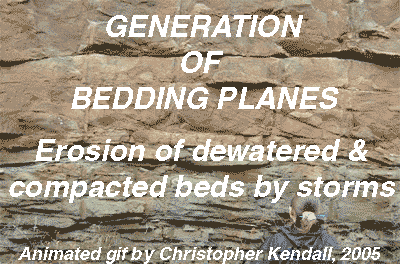 GENERATION
OF
BEDDING PLANES
Erosion of dewatered &
compacted beds by storms
Animated gif by Christopher Kendall, 2005